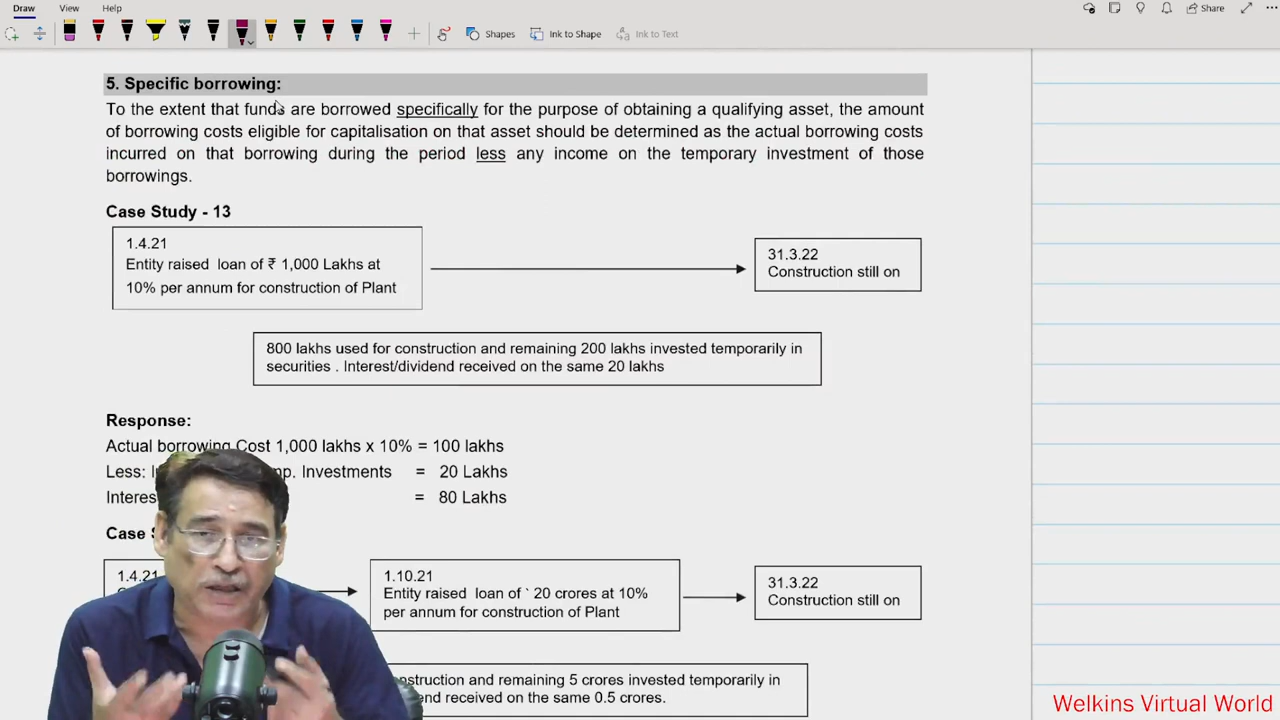 Draw View Help
Share
Shapes Ink to Shape Ink to Text
5. Specific borrowing:
To the extent that funds are borrowed specifically for the purpose of obtaining a qualifying asset, the amount
of borrowing costs eligible for capitalisation on that asset should be determined as the actual borrowing costs
incurred on that borrowing during the period less any income on the temporary investment of those
borrowings.
Case Study - 13
1.4.21
Entity raised loan of ₹ 1,000 Lakhs at
10% per annum for construction of Plant
31.3.22
Construction still on
800 lakhs used for construction and remaining 200 lakhs invested temporarily in
securities . Interest/dividend received on the same 20 lakhs
Response:
Actual borrowing Cost 1,000 lakhs x 10% = 100 lakhs
Less: Investments = 20 Lakhs
= 80 Lakhs
Case
1.4.21
1.10.21
Entity raised loan of ` 20 crores at 10%
per annum for construction of Plant
31.3.22
Construction still on
and remaining 5 crores invested temporarily in
received on the same 0.5 crores.
Welkins Virtual World